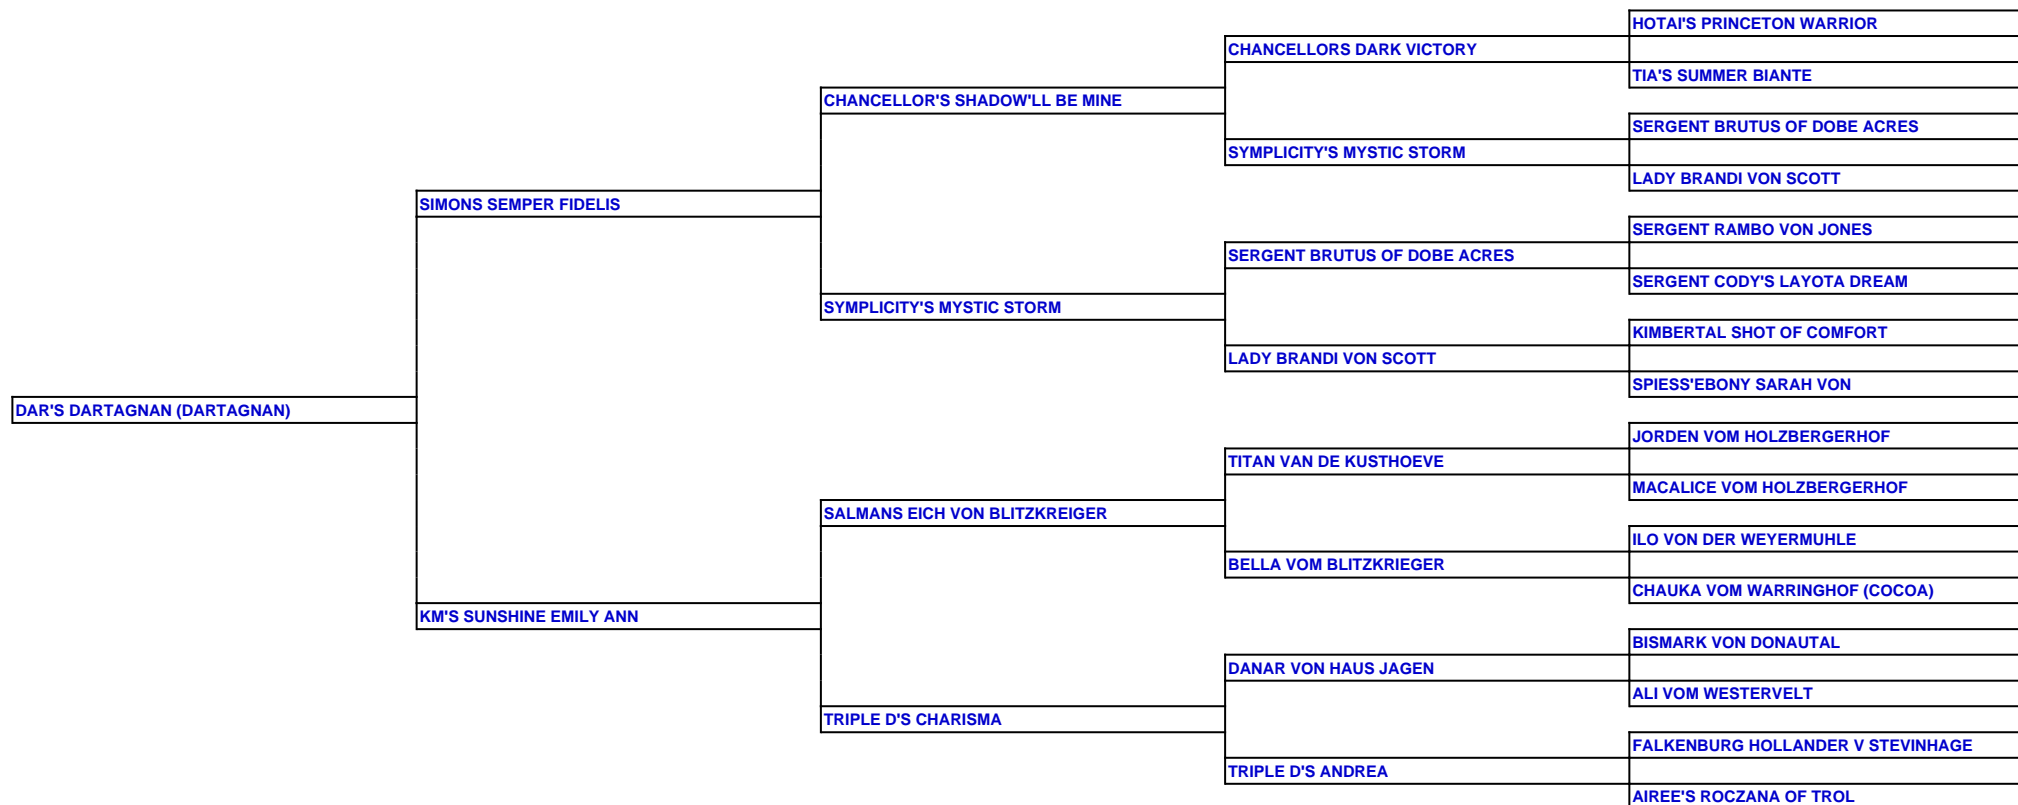 HOTAI'S PRINCETON WARRIOR
CHANCELLORS DARK VICTORY
TIA'S SUMMER BIANTE
CHANCELLOR'S SHADOW'LL BE MINE
SERGENT BRUTUS OF DOBE ACRES
SYMPLICITY'S MYSTIC STORM
LADY BRANDI VON SCOTT
SIMONS SEMPER FIDELIS
SERGENT RAMBO VON JONES
SERGENT BRUTUS OF DOBE ACRES
SERGENT CODY'S LAYOTA DREAM
SYMPLICITY'S MYSTIC STORM
KIMBERTAL SHOT OF COMFORT
LADY BRANDI VON SCOTT
SPIESS'EBONY SARAH VON
DAR'S DARTAGNAN (DARTAGNAN)
JORDEN VOM HOLZBERGERHOF
TITAN VAN DE KUSTHOEVE
MACALICE VOM HOLZBERGERHOF
SALMANS EICH VON BLITZKREIGER
ILO VON DER WEYERMUHLE
BELLA VOM BLITZKRIEGER
CHAUKA VOM WARRINGHOF (COCOA)
KM'S SUNSHINE EMILY ANN
BISMARK VON DONAUTAL
DANAR VON HAUS JAGEN
ALI VOM WESTERVELT
TRIPLE D'S CHARISMA
FALKENBURG HOLLANDER V STEVINHAGE
TRIPLE D'S ANDREA
AIREE'S ROCZANA OF TROL